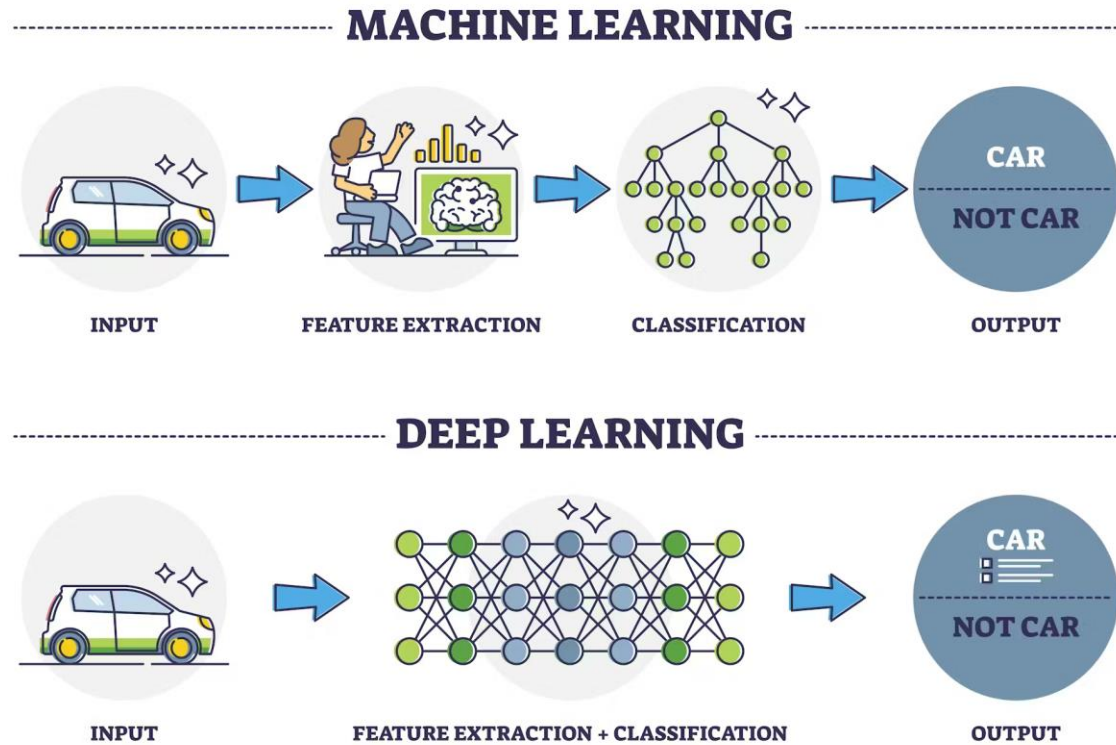 MACHINE LEARNING
CAR
NOT CAR
INPUT
FEATURE EXTRACTION
CLASSIFICATION
OUTPUT
DEEP LEARNING
CAR
NOT CAR
INPUT
FEATURE EXTRACTION + CLASSIFICATION
OUTPUT